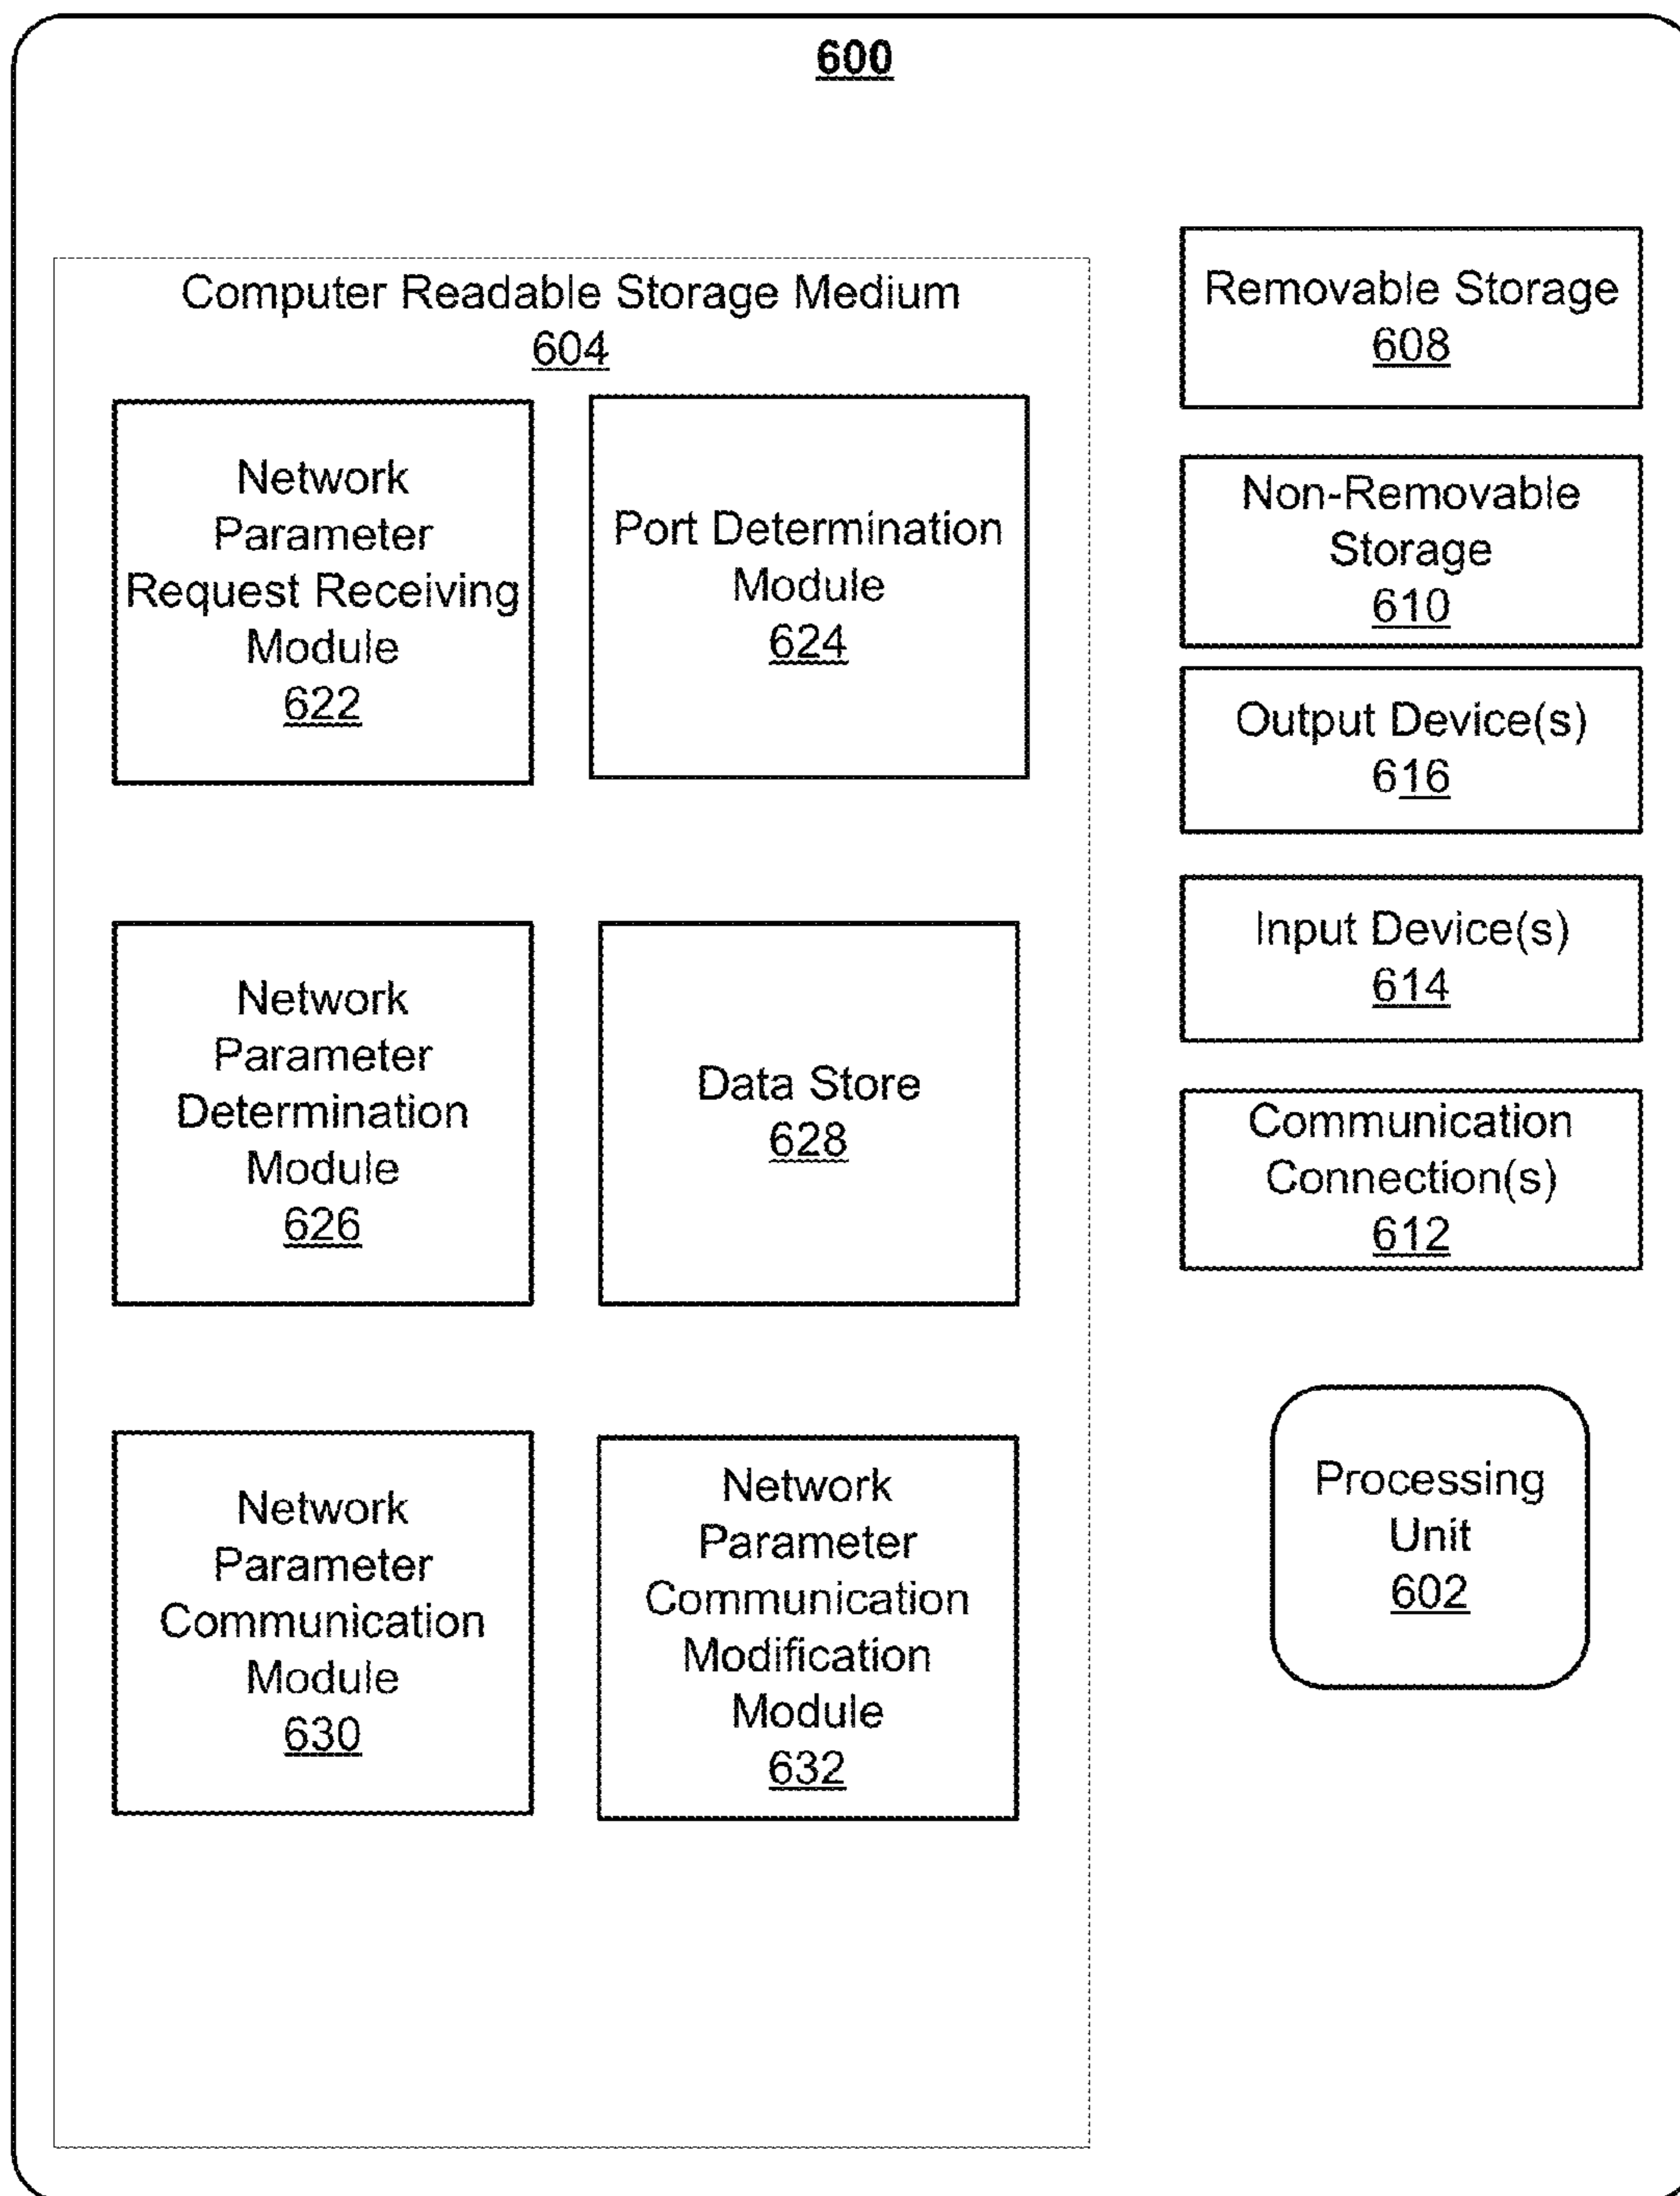 600
Computer Readable Storage Medium
604
Network
Parameter
Request Receiving
Module
622
Port Determination
Module
624
Network
Parameter
Determination
Module
626
Data Store
628
Network
Parameter
Communication
Module
630
Network
Parameter
Communication
Modification
Module
632
Removable Storage
608
Non-Removable
Storage
610
Output Device(s)
616
Input Device(s)
614
Communication
Connection(s)
612
Processing
Unit
602